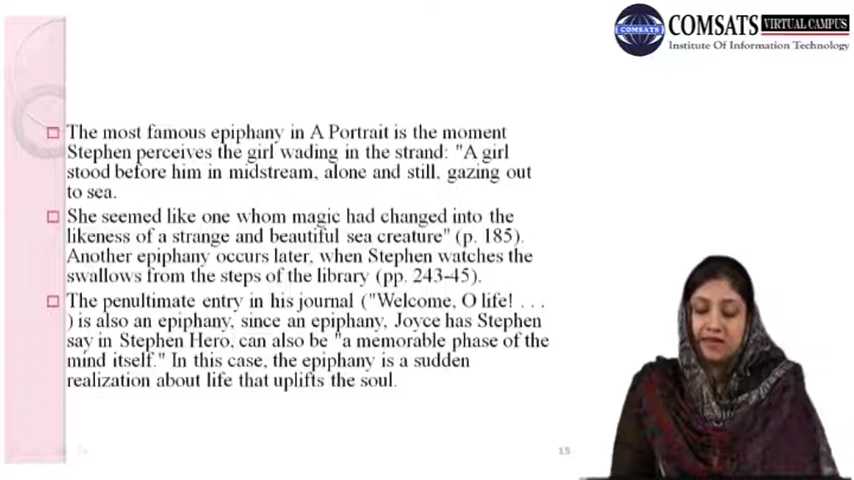 COMSATS VIRTUAL CAMPUS
COMSATS
Institute Of Information Technology
The most famous epiphany in A Portrait is the moment
Stephen perceives the girl wading in the strand: "A girl
stood before him in midstream, alone and still, gazing out
to sea.
She seemed like one whom magic had changed into the
likeness of a strange and beautiful sea creature" (p. 185).
Another epiphany occurs later, when Stephen watches the
swallows from the steps of the library (pp. 243-45).
The penultimate entry in his journal ("Welcome, O life! . . .
) is also an epiphany, since an epiphany, Joyce has Stephen
say in Stephen Hero, can also be "a memorable phase of the
mind itself." In this case, the epiphany is a sudden
realization about life that uplifts the soul.
15